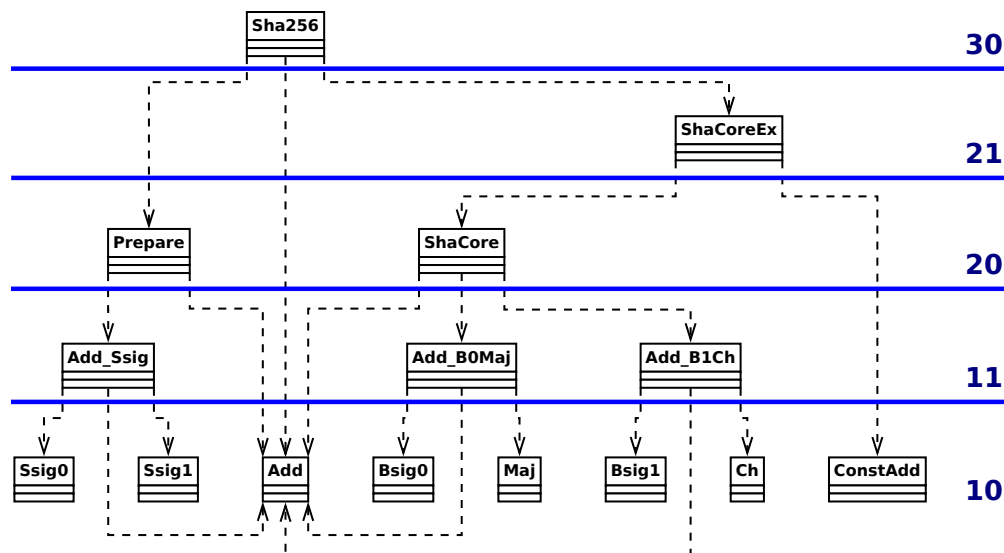 Sha256
30
ShaCoreEx
21
Prepare
ShaCore
20
Add_Ssig
Add_B0Maj
Add_B1Ch
11
Ssig0
Ssig1
Add
Bsig0
Maj
Bsig1
Ch
ConstAdd
10